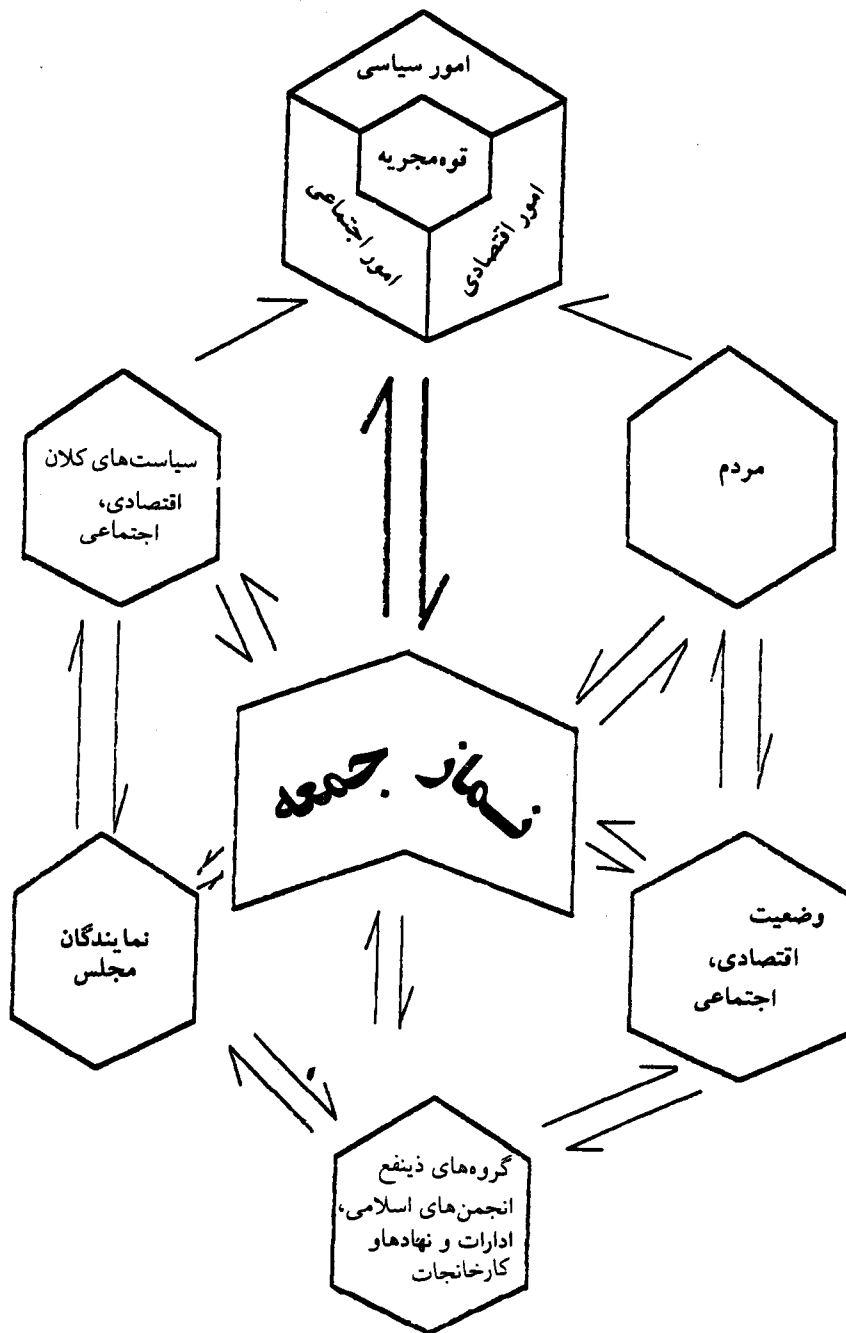 امور سیاسی
قوه‌مجریه
امور اقتصادی
امور اجتماعی
مردم
سیاست‌های کلان
اقتصادی،
اجتماعی
نماز جمعه
وضعیت
اقتصادی،
اجتماعی
نمایندگان
مجلس
گروه‌های ذینفع
انجمن‌های اسلامی،
ادارات و نهادهاو
کارخانجات